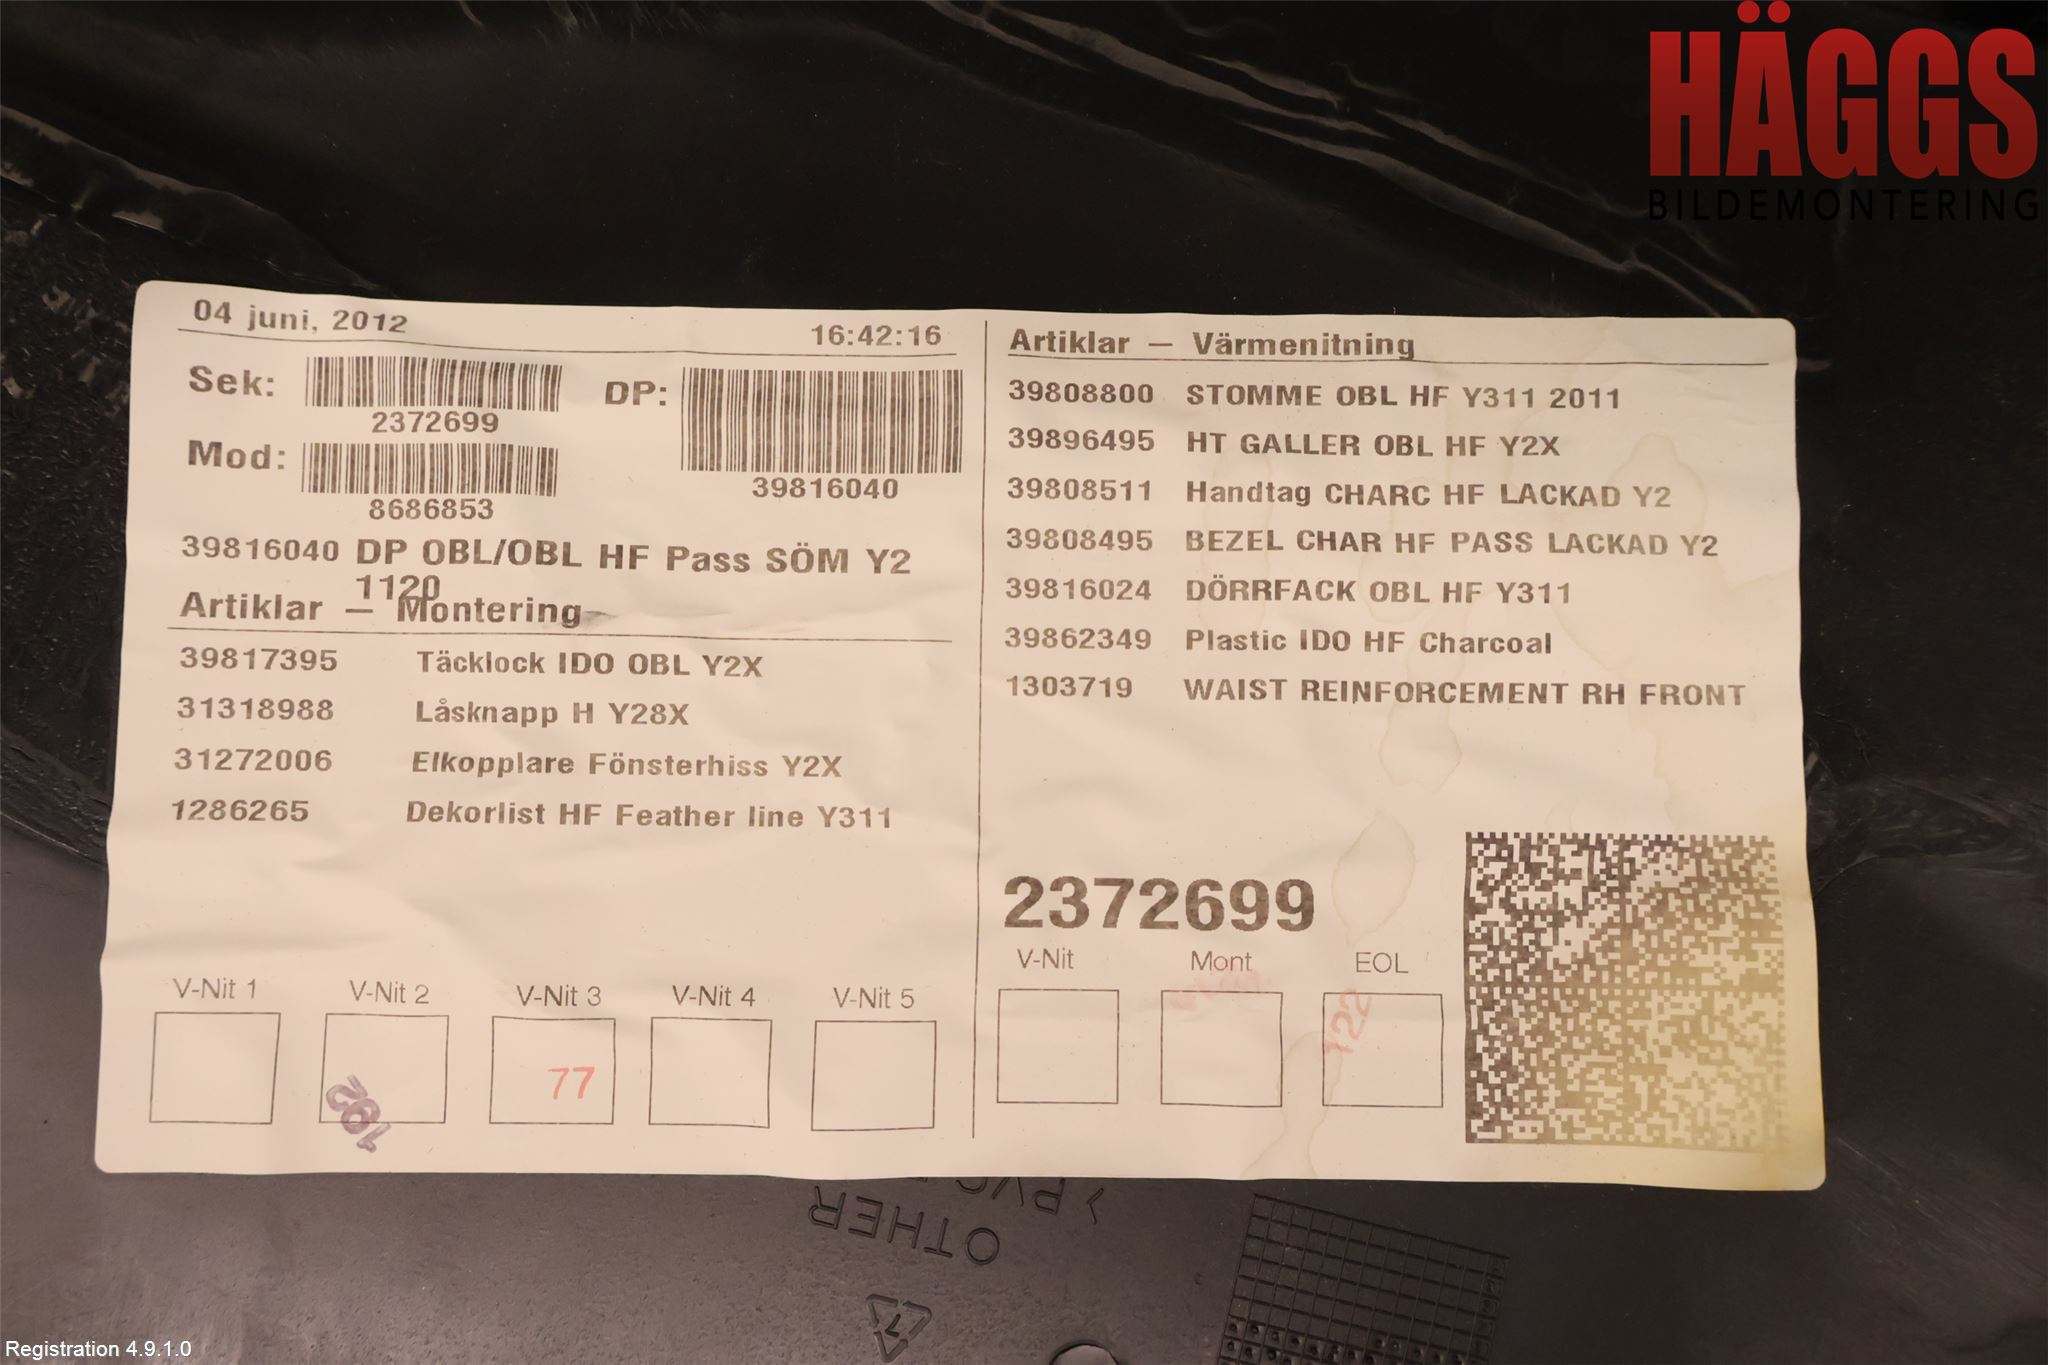 HÄGGS
BILDEMONTERING
04 juni, 2012 16:42:16
Sek:
2372699
DP:
39816040
Mod:
8686853
39816040 DP OBL/OBL HF Pass SÖM Y2
1120
Artiklar – Montering
39817395 Täcklock IDO OBL Y2X
31318988 Låsknapp H Y28X
31272006 Elkopplare Fönsterhiss Y2X
1286265 Dekorlist HF Feather line Y311
V-Nit 1 V-Nit 2 V-Nit 3 V-Nit 4 V-Nit 5
192
77
Artiklar – Värmenitning
39808800 STOMME OBL HF Y311 2011
39896495 HT GALLER OBL HF Y2X
39808511 Handtag CHARC HF LACKAD Y2
39808495 BEZEL CHAR HF PASS LACKAD Y2
39816024 DÖRRFACK OBL HF Y311
39862349 Plastic IDO HF Charcoal
1303719 WAIST REINFORCEMENT RH FRONT
2372699
V-Nit Mont EOL
122
>PVC
OTHER
7
Registration 4.9.1.0